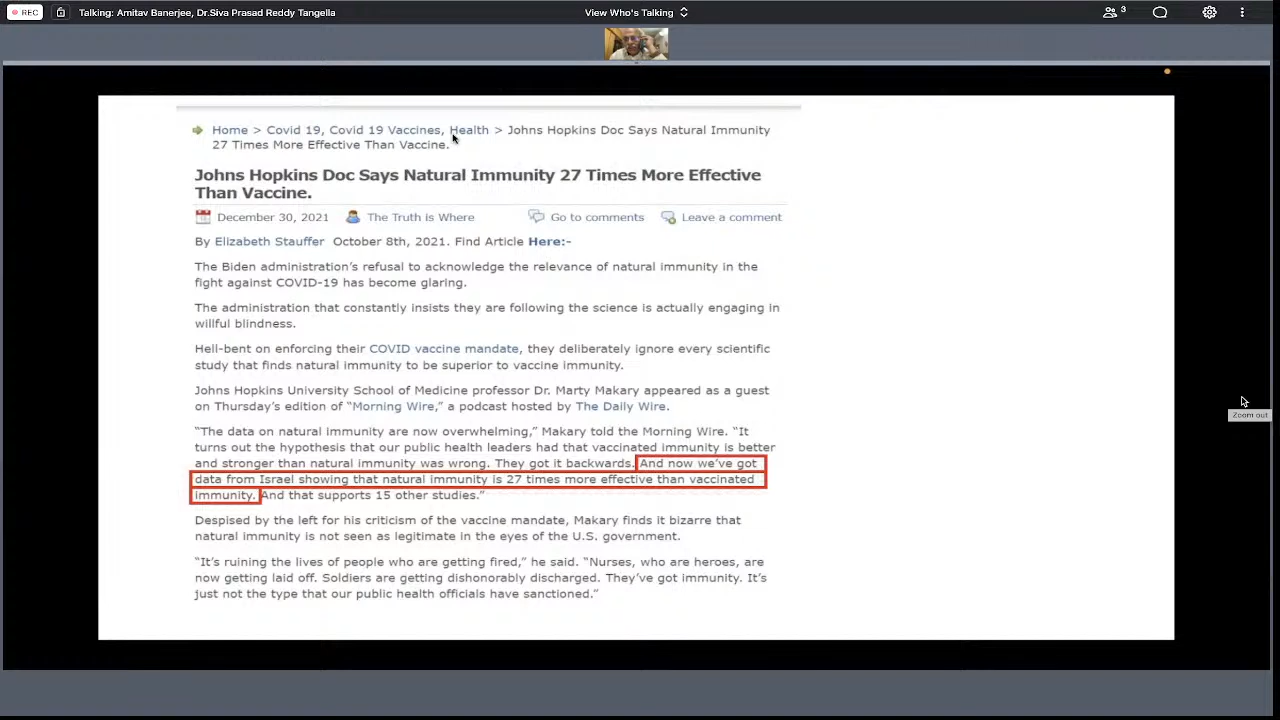 REC
Talking: Amitav Banerjee, Dr.Siva Prasad Reddy Tangella
View Who's Talking
3
Home > Covid 19, Covid 19 Vaccines, Health > Johns Hopkins Doc Says Natural Immunity
27 Times More Effective Than Vaccine.
Johns Hopkins Doc Says Natural Immunity 27 Times More Effective
Than Vaccine.
December 30, 2021 The Truth is Where Go to comments Leave a comment
By Elizabeth Stauffer October 8th, 2021. Find Article Here:-
The Biden administration’s refusal to acknowledge the relevance of natural immunity in the
fight against COVID-19 has become glaring.
The administration that constantly insists they are following the science is actually engaging in
willful blindness.
Hell-bent on enforcing their COVID vaccine mandate, they deliberately ignore every scientific
study that finds natural immunity to be superior to vaccine immunity.
Johns Hopkins University School of Medicine professor Dr. Marty Makary appeared as a guest
on Thursday’s edition of “Morning Wire,” a podcast hosted by The Daily Wire.
“The data on natural immunity are now overwhelming,” Makary told the Morning Wire. “It
turns out the hypothesis that our public health leaders had that vaccinated immunity is better
and stronger than natural immunity was wrong. They got it backwards. And now we’ve got
data from Israel showing that natural immunity is 27 times more effective than vaccinated
immunity. And that supports 15 other studies.”
Despised by the left for his criticism of the vaccine mandate, Makary finds it bizarre that
natural immunity is not seen as legitimate in the eyes of the U.S. government.
“It’s ruining the lives of people who are getting fired,” he said. “Nurses, who are heroes, are
now getting laid off. Soldiers are getting dishonorably discharged. They’ve got immunity. It’s
just not the type that our public health officials have sanctioned.”
Zoom out